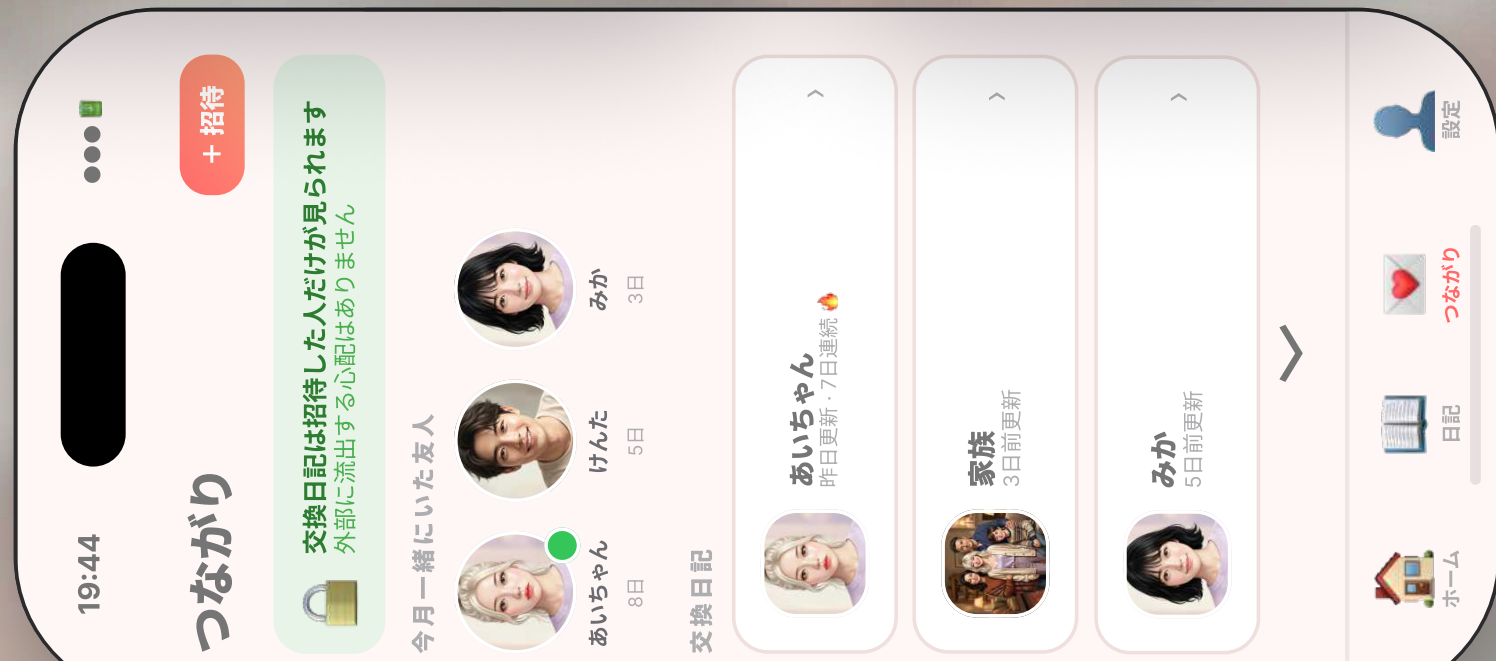 19:44
つながり
+ 招待
交換日記は招待した人だけが見られます
外部に流出する心配はありません
今月一緒にいた友人
あいちゃん
8日
けんた
5日
みか
3日
交換日記
あいちゃん
昨日更新・7日連続🔥
家族
3日前更新
みか
5日前更新
ホーム
日記
つながり
設定